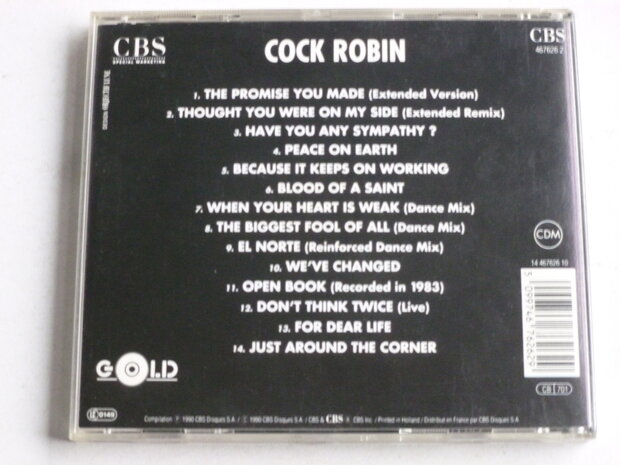 CBS
SPECIAL MARKETING
COCK ROBIN
CBS
467626 2
1. THE PROMISE YOU MADE (Extended Version)
2. THOUGHT YOU WERE ON MY SIDE (Extended Remix)
3. HAVE YOU ANY SYMPATHY ?
4. PEACE ON EARTH
5. BECAUSE IT KEEPS ON WORKING
6. BLOOD OF A SAINT
7. WHEN YOUR HEART IS WEAK (Dance Mix)
8. THE BIGGEST FOOL OF ALL (Dance Mix)
9. EL NORTE (Reinforced Dance Mix)
10. WE'VE CHANGED
11. OPEN BOOK (Recorded in 1983)
12. DON'T THINK TWICE (Live)
13. FOR DEAR LIFE
14. JUST AROUND THE CORNER
CDM
14 467626 10
5 099746 762629
CB 701
GOLD
LC 0149
Compilation Ⓟ 1990 CBS Disques S.A. / Ⓒ 1990 CBS Disques S.A. / CBS & CBS ® CBS Inc. / Printed in Holland / Distribué en France par CBS Disques S.A.